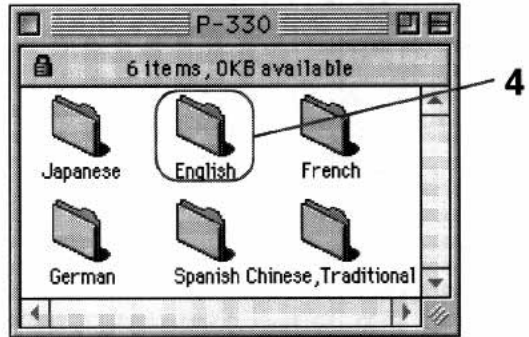 P-330
6 items, 0KB available
4
Japanese English French
German Spanish Chinese,Traditional